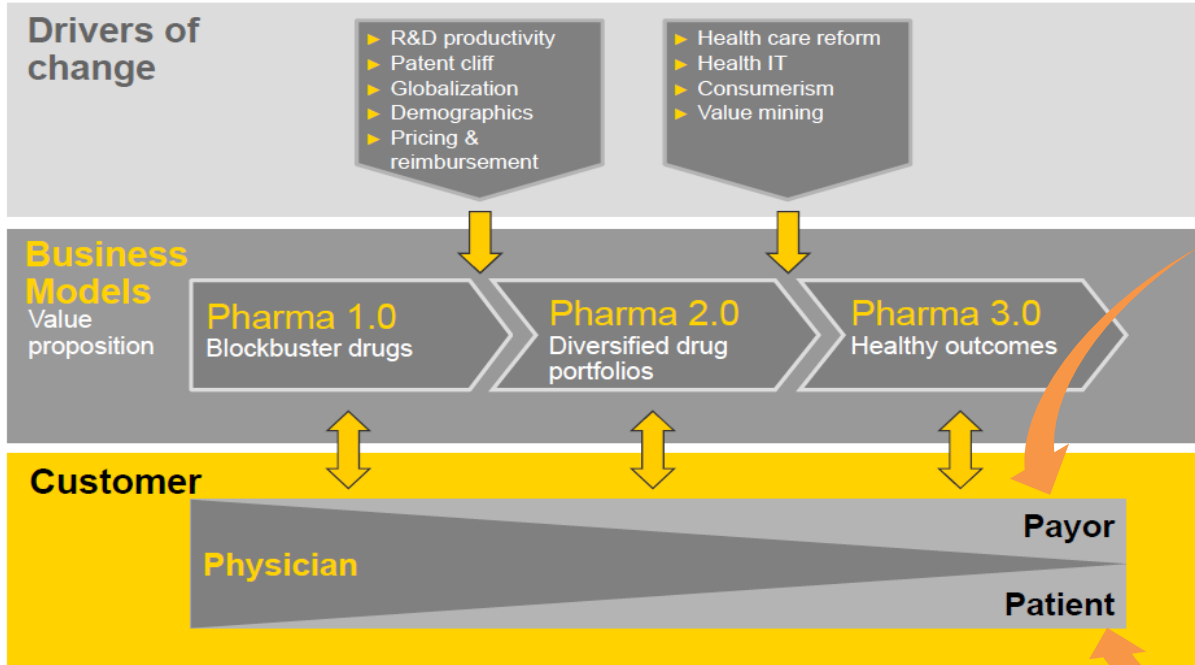 Drivers of
change
► R&D productivity
► Patent cliff
► Globalization
► Demographics
► Pricing &
reimbursement
► Health care reform
► Health IT
► Consumerism
► Value mining
Business
Models
Value
proposition
Pharma 1.0
Blockbuster drugs
Pharma 2.0
Diversified drug
portfolios
Pharma 3.0
Healthy outcomes
Customer
Physician
Payor
Patient